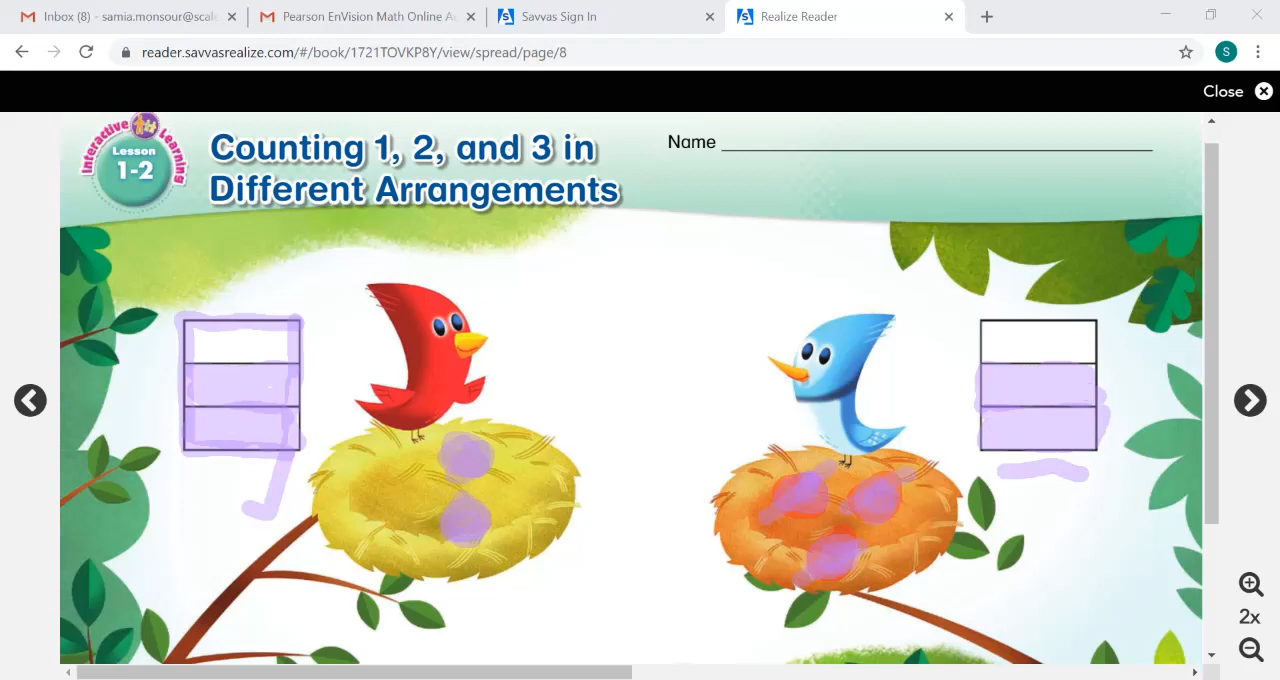 Inbox (8) - samia.monsour@scal
Pearson EnVision Math Online A
Savvas Sign In
Realize Reader
reader.savvasrealize.com/#/book/1721TOVKP8Y/view/spread/page/8
S
Close
Interactive Learning
Lesson
1-2
Counting 1, 2, and 3 in
Different Arrangements
Name
2x